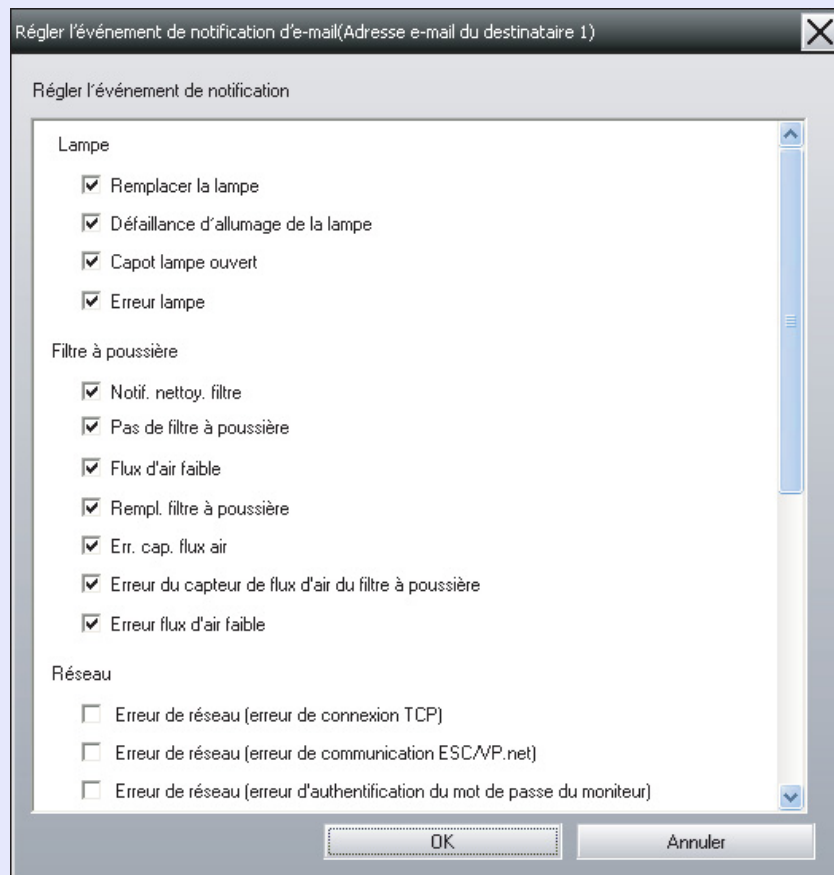 Régler l'événement de notification d'e-mail(Adresse e-mail du destinataire 1)
Régler l'événement de notification
Lampe
Remplacer la lampe
Défaillance d'allumage de la lampe
Capot lampe ouvert
Erreur lampe
Filtre à poussière
Notif. nettoy. filtre
Pas de filtre à poussière
Flux d'air faible
Rempl. filtre à poussière
Err. cap. flux air
Erreur du capteur de flux d'air du filtre à poussière
Erreur flux d'air faible
Réseau
Erreur de réseau (erreur de connexion TCP)
Erreur de réseau (erreur de communication ESC/VP.net)
Erreur de réseau (erreur d'authentification du mot de passe du moniteur)
OK
Annuler